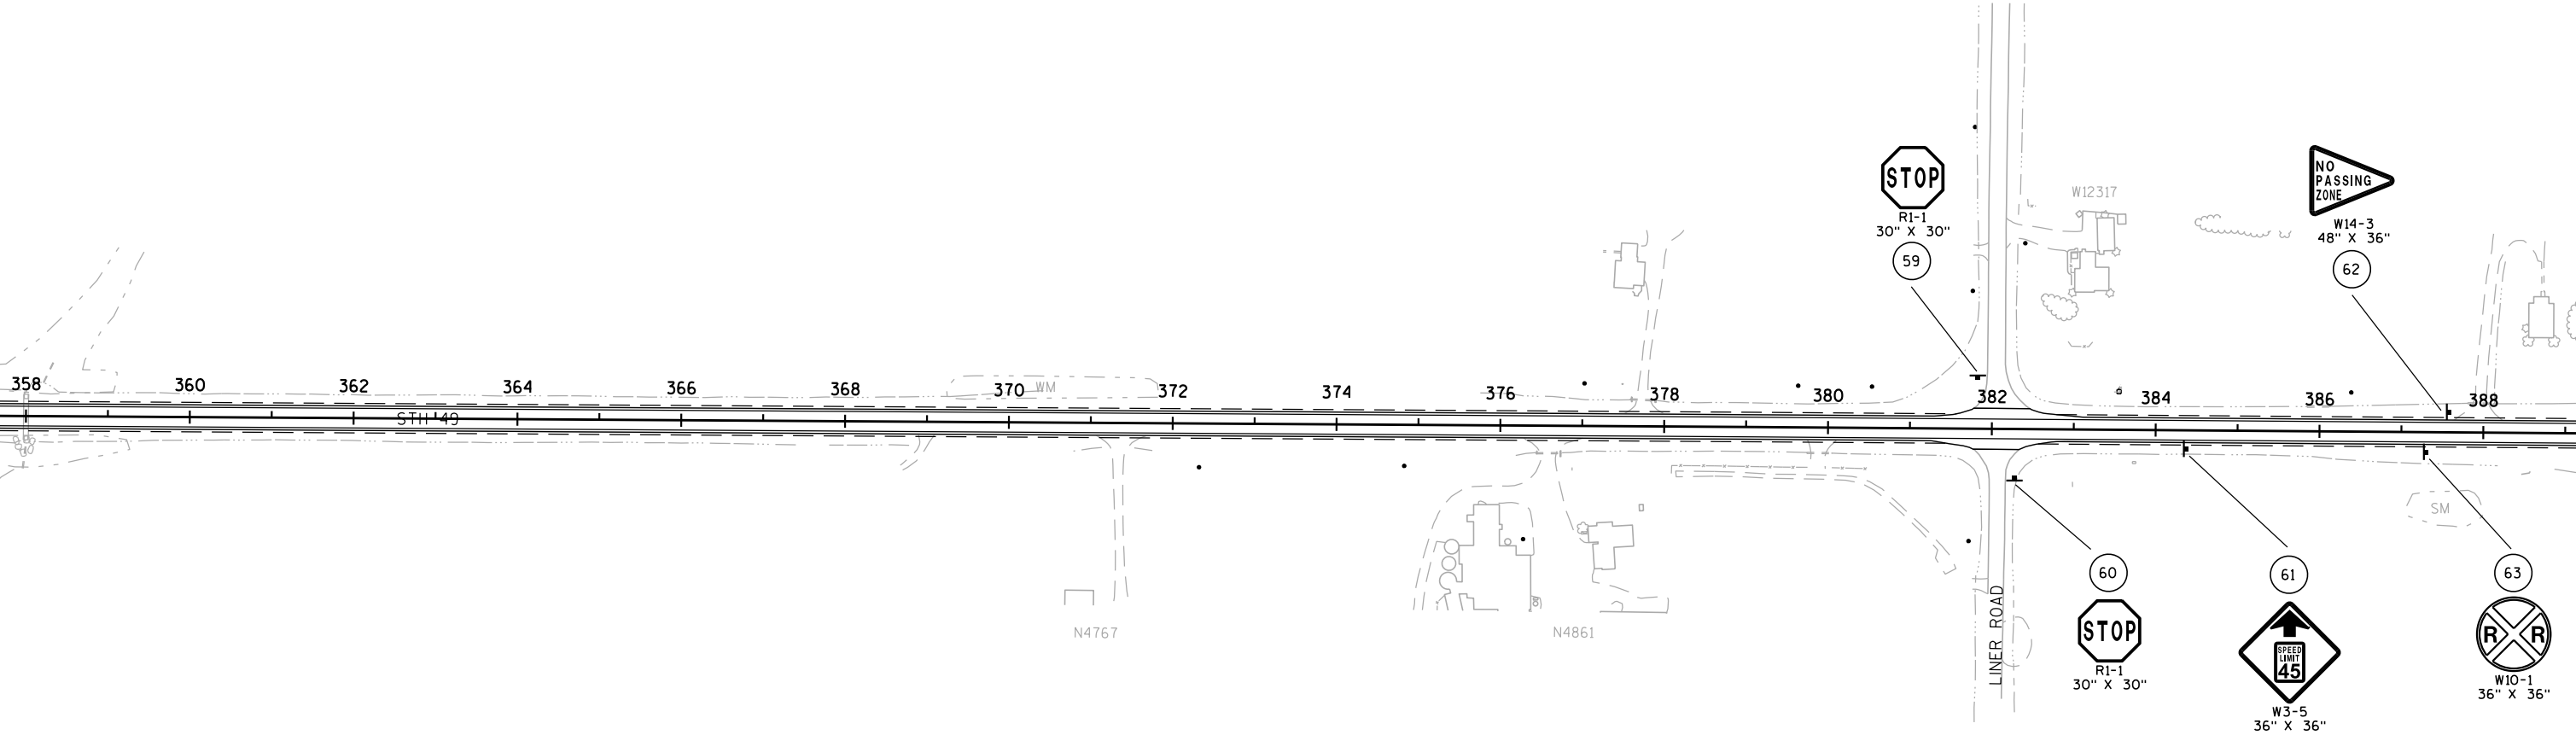 STOP
R1-1
30" X 30"
59
W12317
NO
PASSING
ZONE
W14-3
48" X 36"
62
358
360
362
364
366
368
370
WM
372
374
376
378
380
382
384
386
388
STH 49
SM
N4767
N4861
LINER ROAD
60
STOP
R1-1
30" X 30"
61
SPEED
LIMIT
45
W3-5
36" X 36"
63
R R
W10-1
36" X 36"